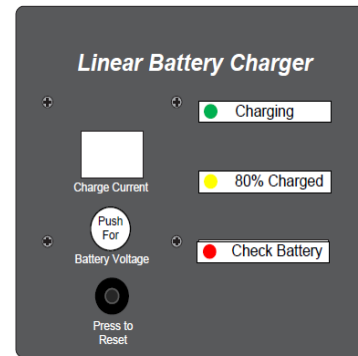 Linear Battery Charger
Charging
Charge Current
80% Charged
Push
For
Battery Voltage
Check Battery
Press to
Reset